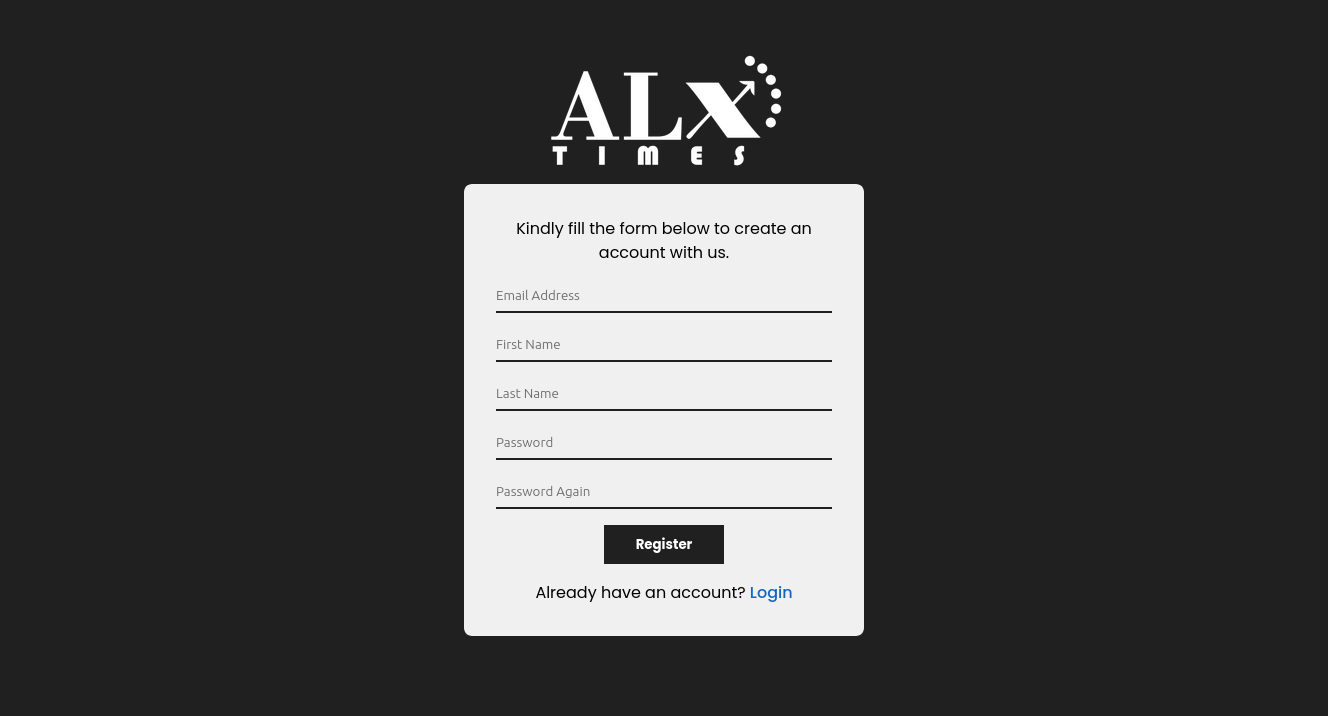 ALX
TIMES
Kindly fill the form below to create an
account with us.
Email Address
First Name
Last Name
Password
Password Again
Register
Already have an account? Login